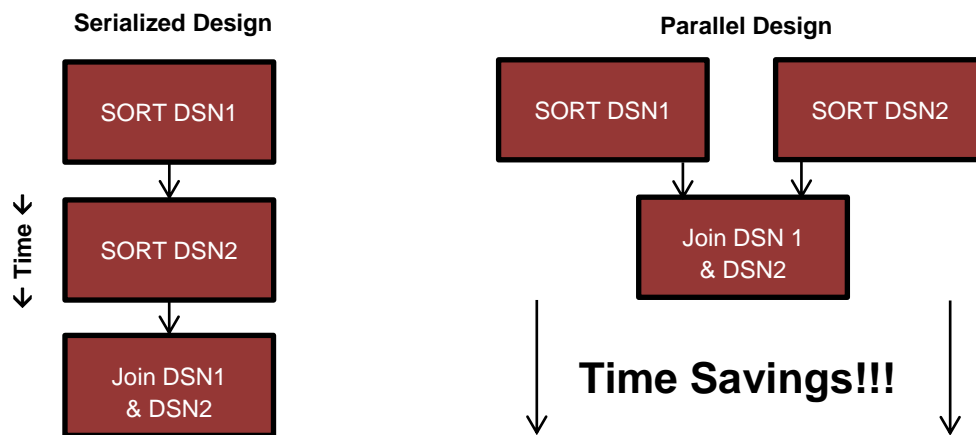 Serialized Design
SORT DSN1
SORT DSN2
Join DSN1
& DSN2
← Time ←
Parallel Design
SORT DSN1
SORT DSN2
Join DSN 1
& DSN2
Time Savings!!!